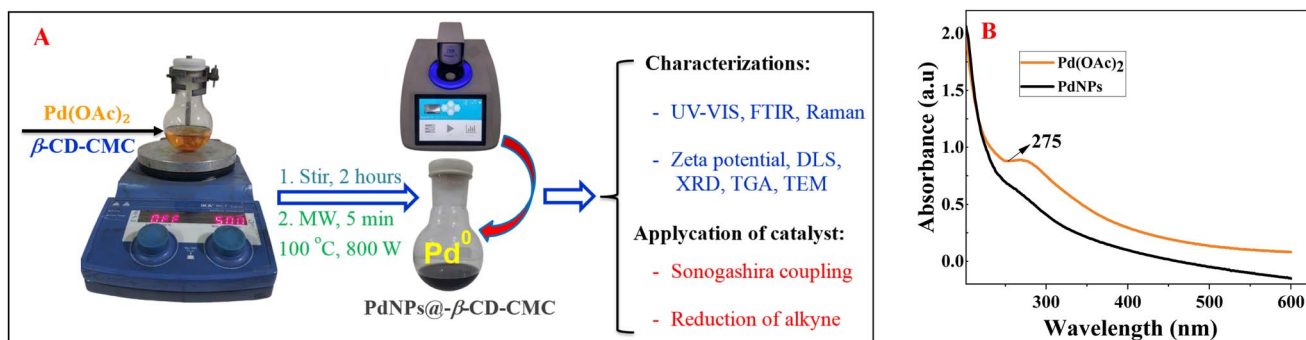 A
Pd(OAc)₂
β-CD-CMC
OFF 500
1. Stir, 2 hours
2. MW, 5 min
100 °C, 800 W
Pd⁰
PdNPs@-β-CD-CMC
Characterizations:
- UV-VIS, FTIR, Raman
- Zeta potential, DLS,
XRD, TGA, TEM
Applycation of catalyst:
- Sonogashira coupling
- Reduction of alkyne
B
Pd(OAc)₂
PdNPs
275
Absorbance (a.u)
2.0
1.5
1.0
0.5
0.0
300 400 500 600
Wavelength (nm)